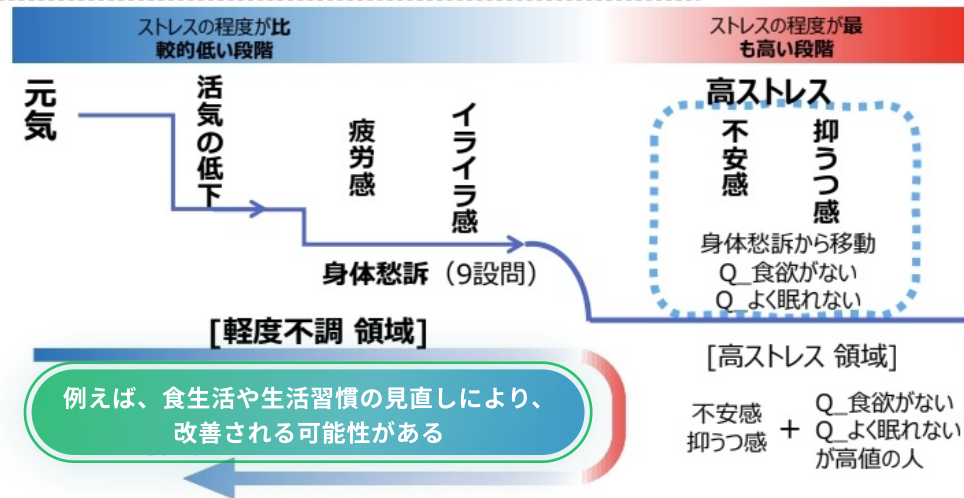 ストレスの程度が比
較的低い段階
ストレスの程度が最
も高い段階
元気
活気の低下
疲労感
イライラ感
高ストレス
不安感
抑うつ感
身体愁訴から移動
Q_食欲がない
Q_よく眠れない
身体愁訴（9設問）
[軽度不調 領域]
例えば、食生活や生活習慣の見直しにより、
改善される可能性がある
[高ストレス 領域]
不安感
抑うつ感
+
Q_食欲がない
Q_よく眠れない
が高値の人